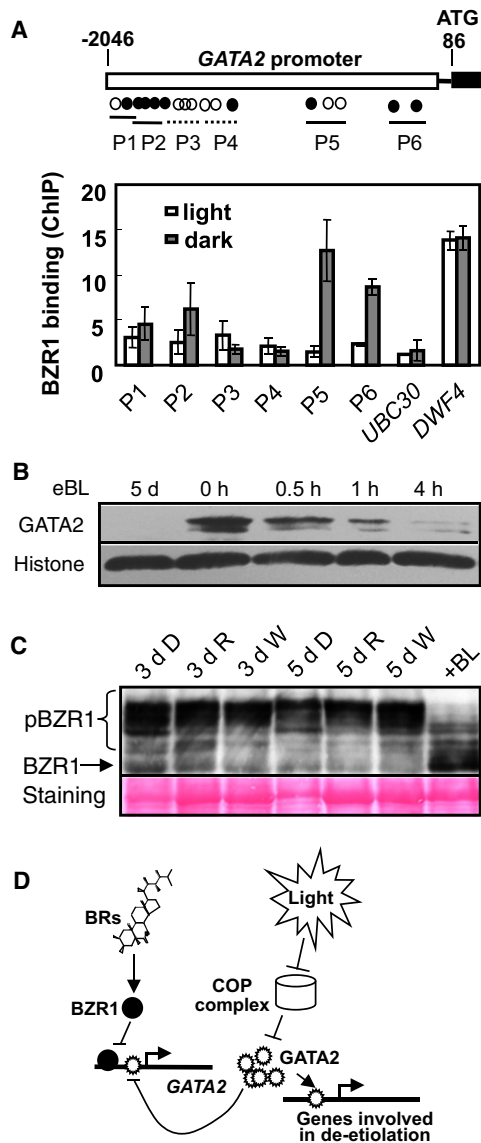 A
ATG
-2046
86
GATA2 promoter
P1 P2 P3 P4 P5 P6
BZR1 binding (ChIP)
20
15
10
5
0
light
dark
P1 P2 P3 P4 P5 P6 UBC30 DWF4
B
eBL 5 d 0 h 0.5 h 1 h 4 h
GATA2
Histone
C
3 d D 3 d R 3 d W 5 d D 5 d R 5 d W +BL
pBZR1
BZR1
Staining
D
Light
BRs
COP
complex
BZR1
GATA2
GATA2
Genes involved
in de-etiolation